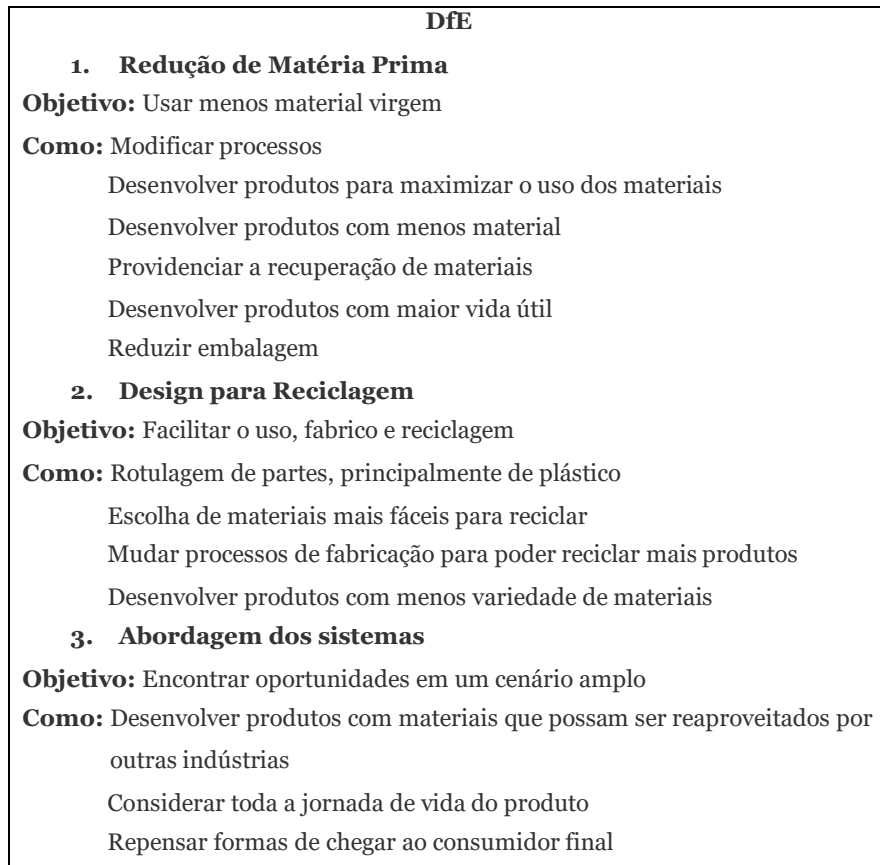 DfE
1. Redução de Matéria Prima
Objetivo: Usar menos material virgem
Como: Modificar processos
Desenvolver produtos para maximizar o uso dos materiais
Desenvolver produtos com menos material
Providenciar a recuperação de materiais
Desenvolver produtos com maior vida útil
Reduzir embalagem
2. Design para Reciclagem
Objetivo: Facilitar o uso, fabrico e reciclagem
Como: Rotulagem de partes, principalmente de plástico
Escolha de materiais mais fáceis para reciclar
Mudar processos de fabricação para poder reciclar mais produtos
Desenvolver produtos com menos variedade de materiais
3. Abordagem dos sistemas
Objetivo: Encontrar oportunidades em um cenário amplo
Como: Desenvolver produtos com materiais que possam ser reaproveitados por
outras indústrias
Considerar toda a jornada de vida do produto
Repensar formas de chegar ao consumidor final